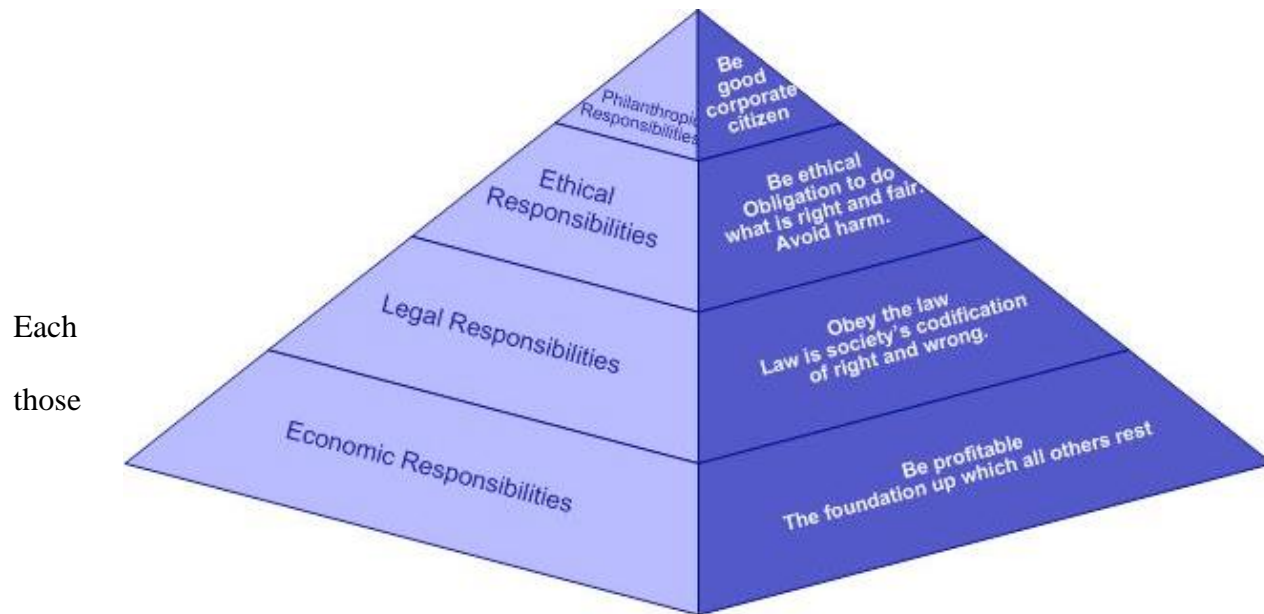 Philanthropic
Responsibilities
Be
good
corporate
citizen
Ethical
Responsibilities
Be ethical
Obligation to do
what is right and fair.
Avoid harm.
Each
those
Legal Responsibilities
Obey the law
Law is society's codification
of right and wrong.
Economic Responsibilities
Be profitable
The foundation up which all others rest